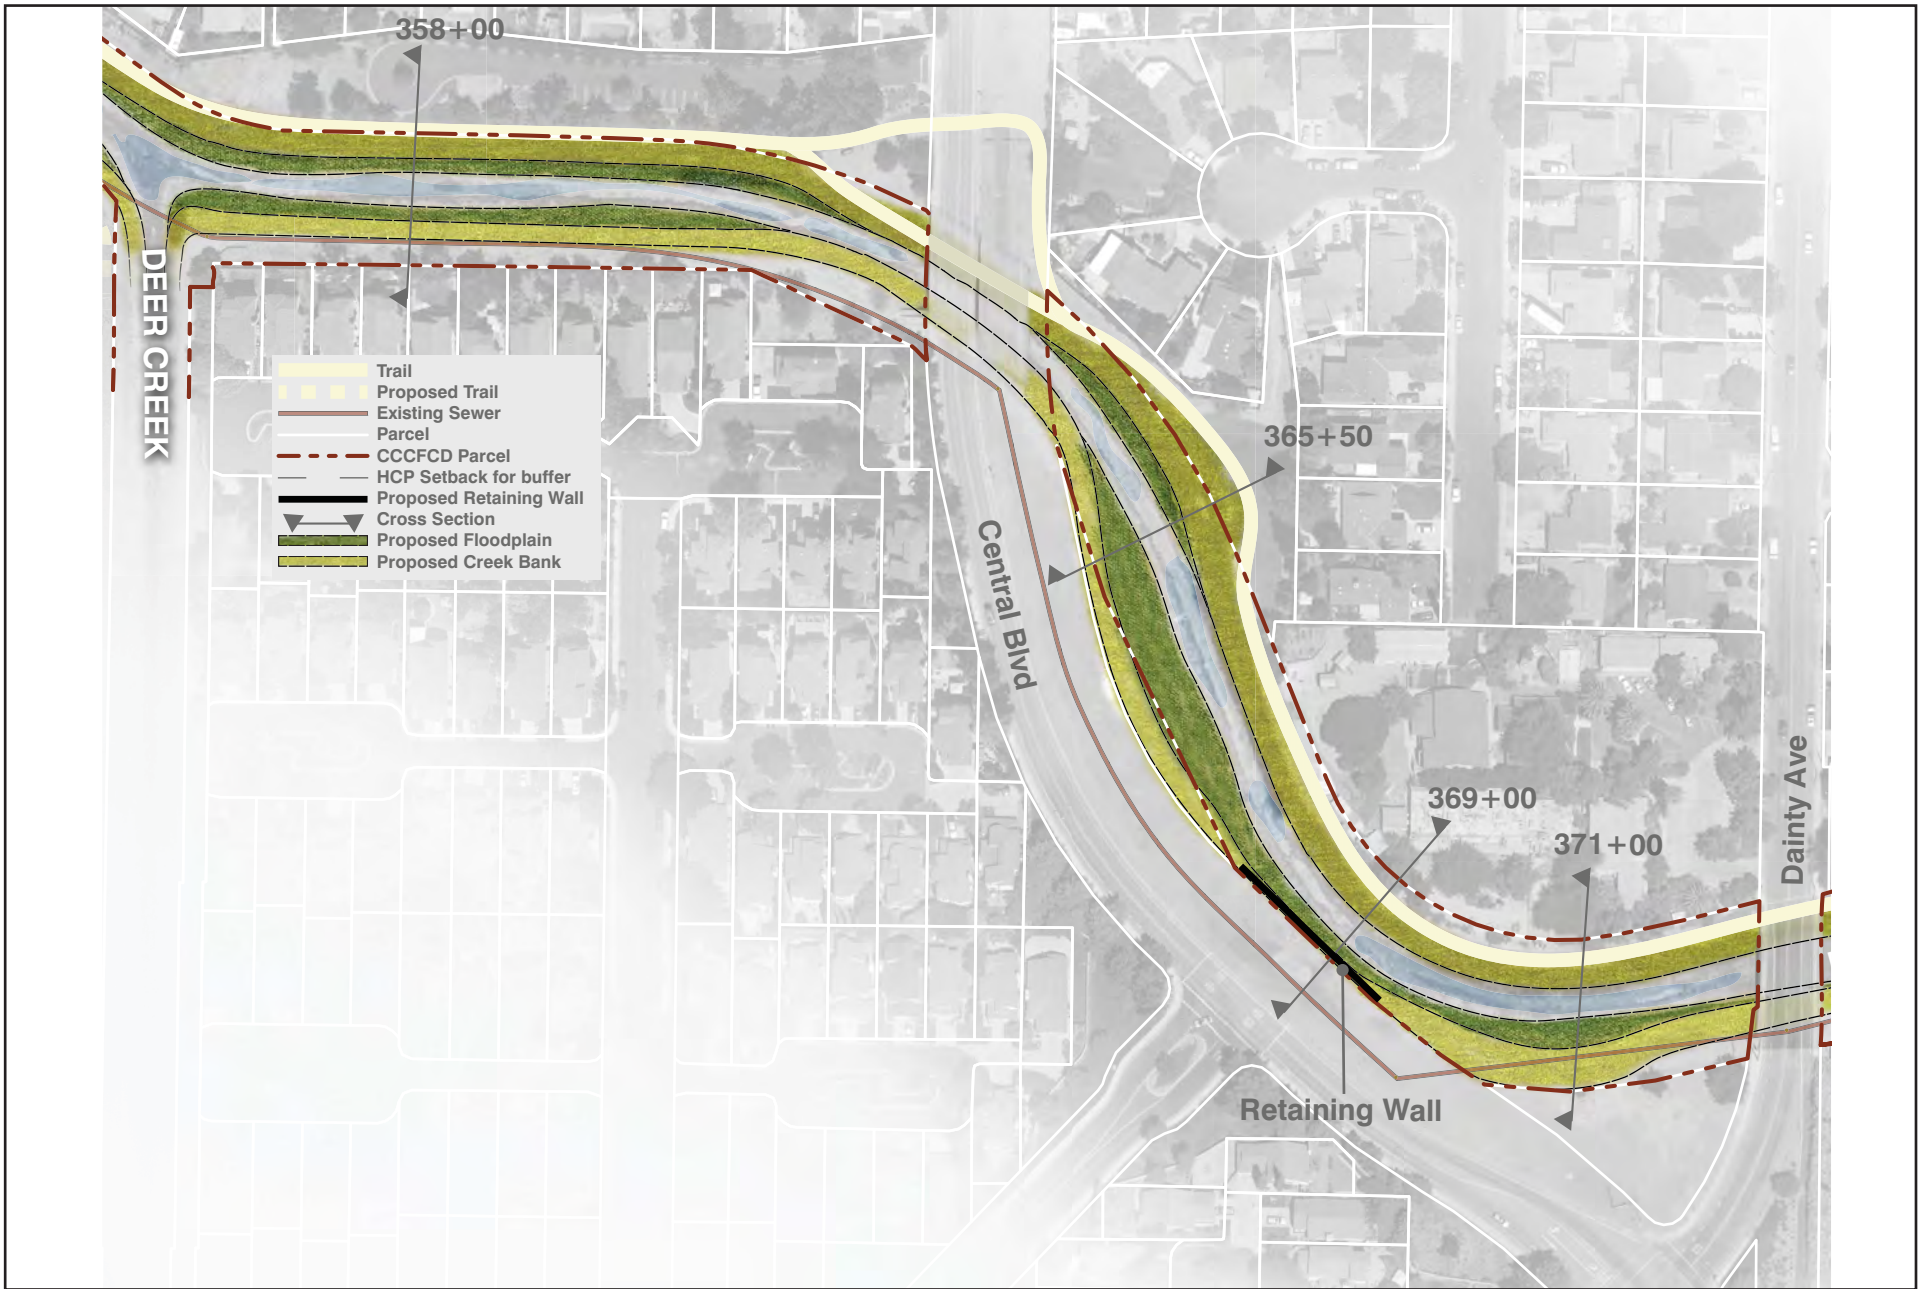 358+00
DEER CREEK
Trail
Proposed Trail
Existing Sewer
Parcel
CCCFCD Parcel
HCP Setback for buffer
Proposed Retaining Wall
Cross Section
Proposed Floodplain
Proposed Creek Bank
365+50
Central Blvd
369+00
371+00
Dainty Ave
Retaining Wall